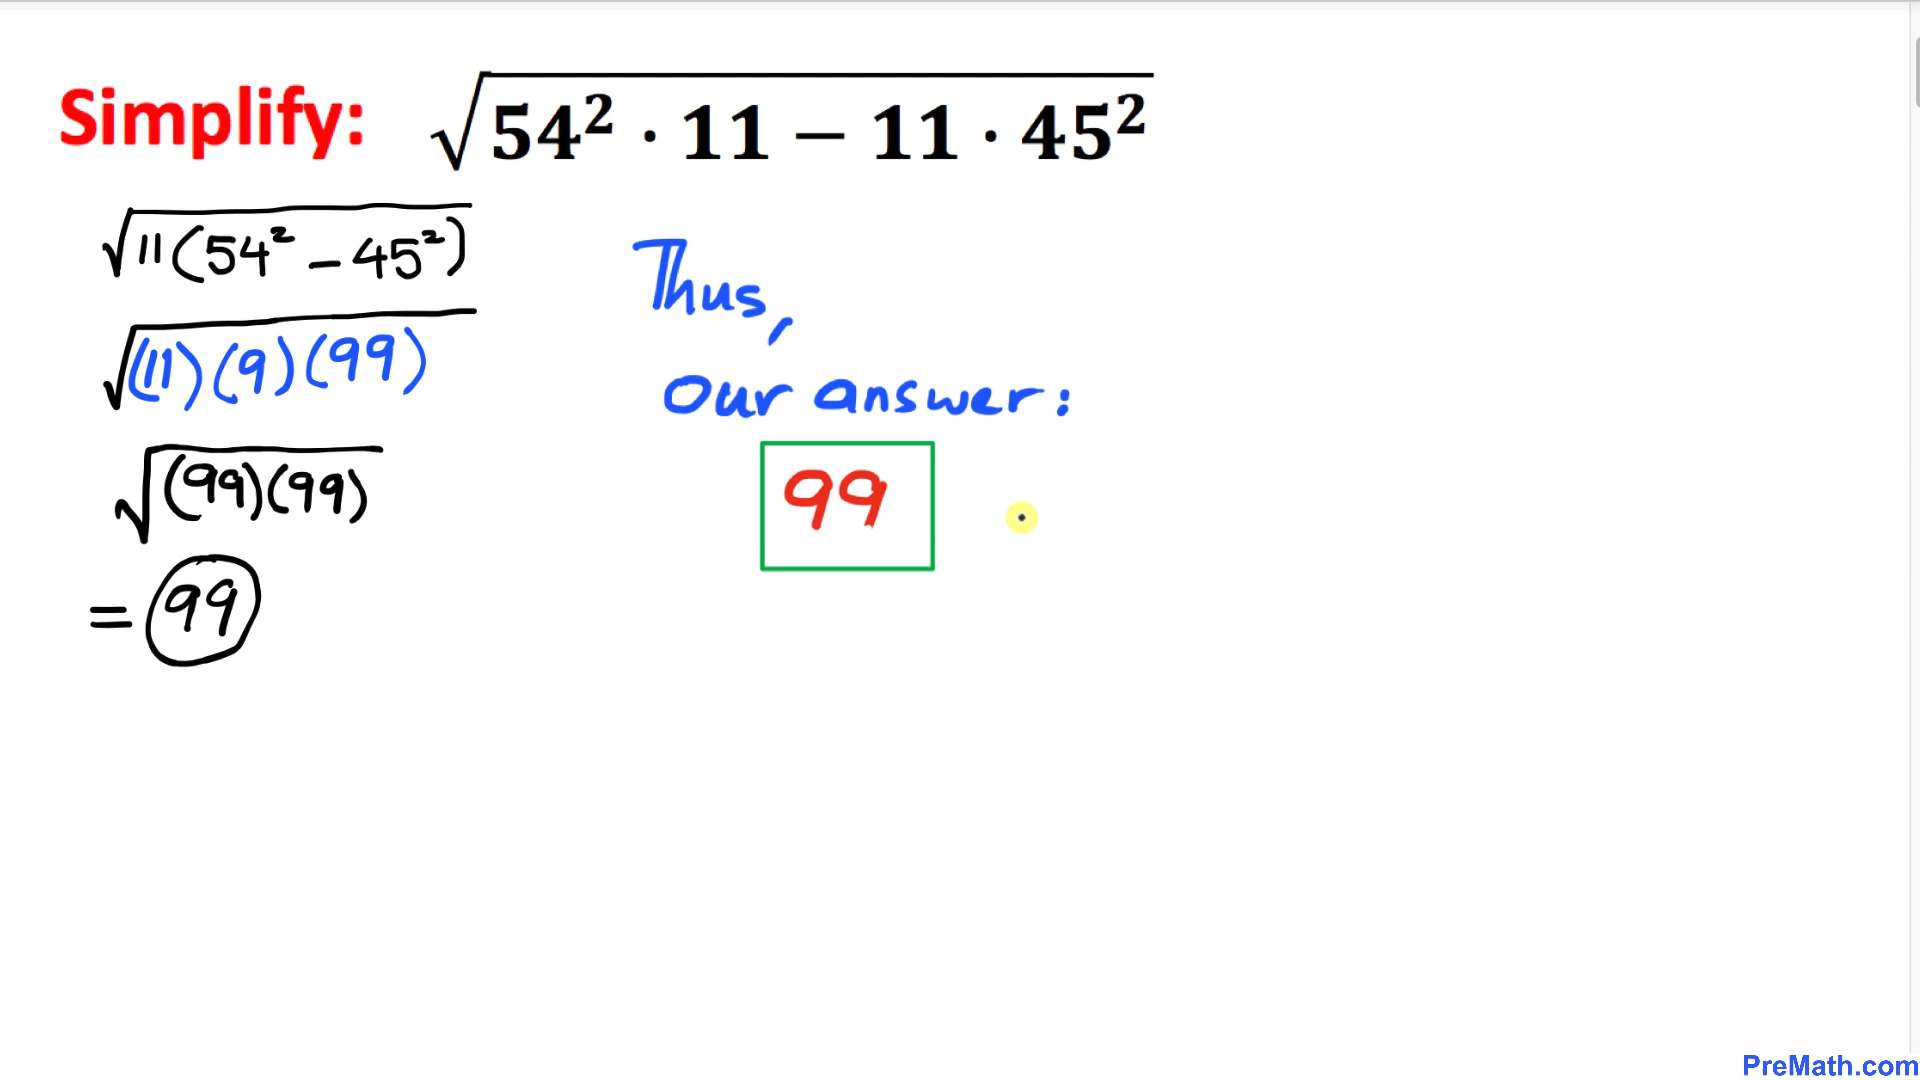 Simplify: √54² · 11 − 11 · 45²
√11(54² − 45²)
√(11)(9)(99)
√(99)(99)
= 99
Thus,
our answer:
99
PreMath.com